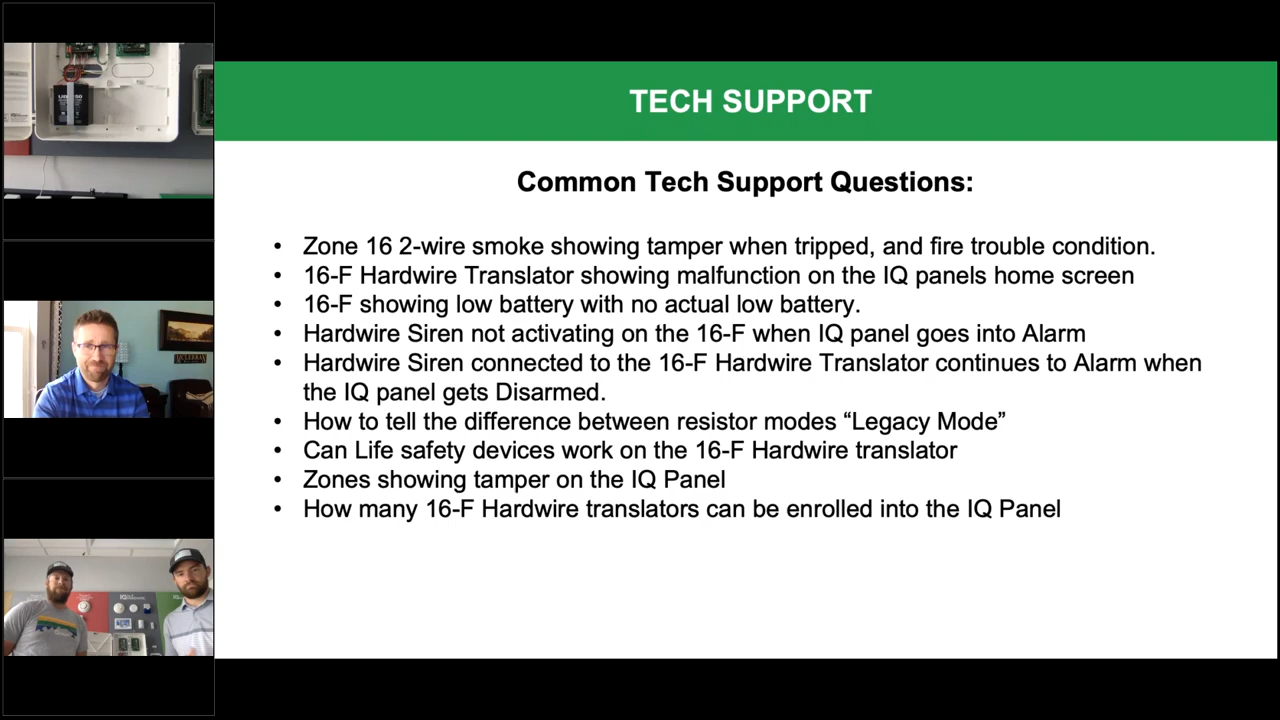 TECH SUPPORT
Common Tech Support Questions:
• Zone 16 2-wire smoke showing tamper when tripped, and fire trouble condition.
• 16-F Hardwire Translator showing malfunction on the IQ panels home screen
• 16-F showing low battery with no actual low battery.
• Hardwire Siren not activating on the 16-F when IQ panel goes into Alarm
• Hardwire Siren connected to the 16-F Hardwire Translator continues to Alarm when
the IQ panel gets Disarmed.
• How to tell the difference between resistor modes “Legacy Mode”
• Can Life safety devices work on the 16-F Hardwire translator
• Zones showing tamper on the IQ Panel
• How many 16-F Hardwire translators can be enrolled into the IQ Panel